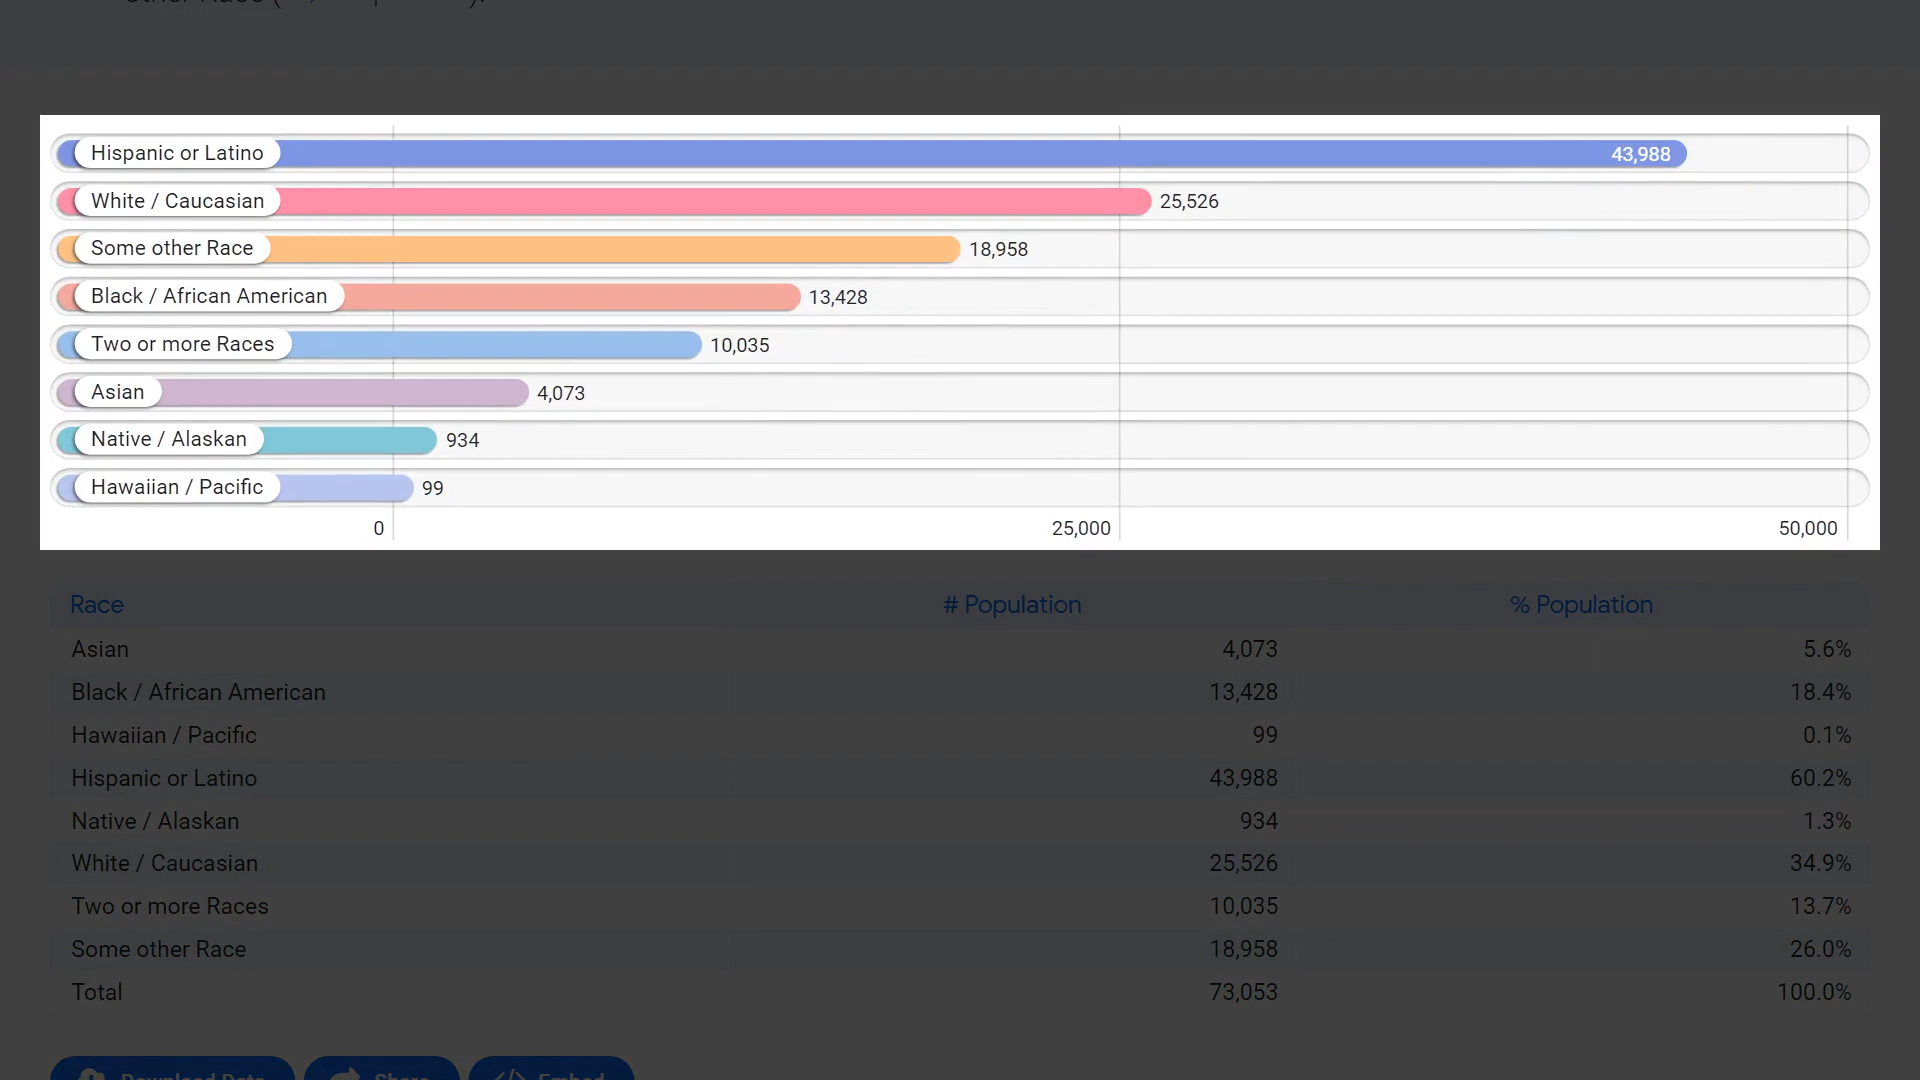 Hispanic or Latino 43,988
White / Caucasian 25,526
Some other Race 18,958
Black / African American 13,428
Two or more Races 10,035
Asian 4,073
Native / Alaskan 934
Hawaiian / Pacific 99
0 25,000 50,000
Race # Population % Population
Asian 4,073 5.6%
Black / African American 13,428 18.4%
Hawaiian / Pacific 99 0.1%
Hispanic or Latino 43,988 60.2%
Native / Alaskan 934 1.3%
White / Caucasian 25,526 34.9%
Two or more Races 10,035 13.7%
Some other Race 18,958 26.0%
Total 73,053 100.0%
Download Data Share Embed